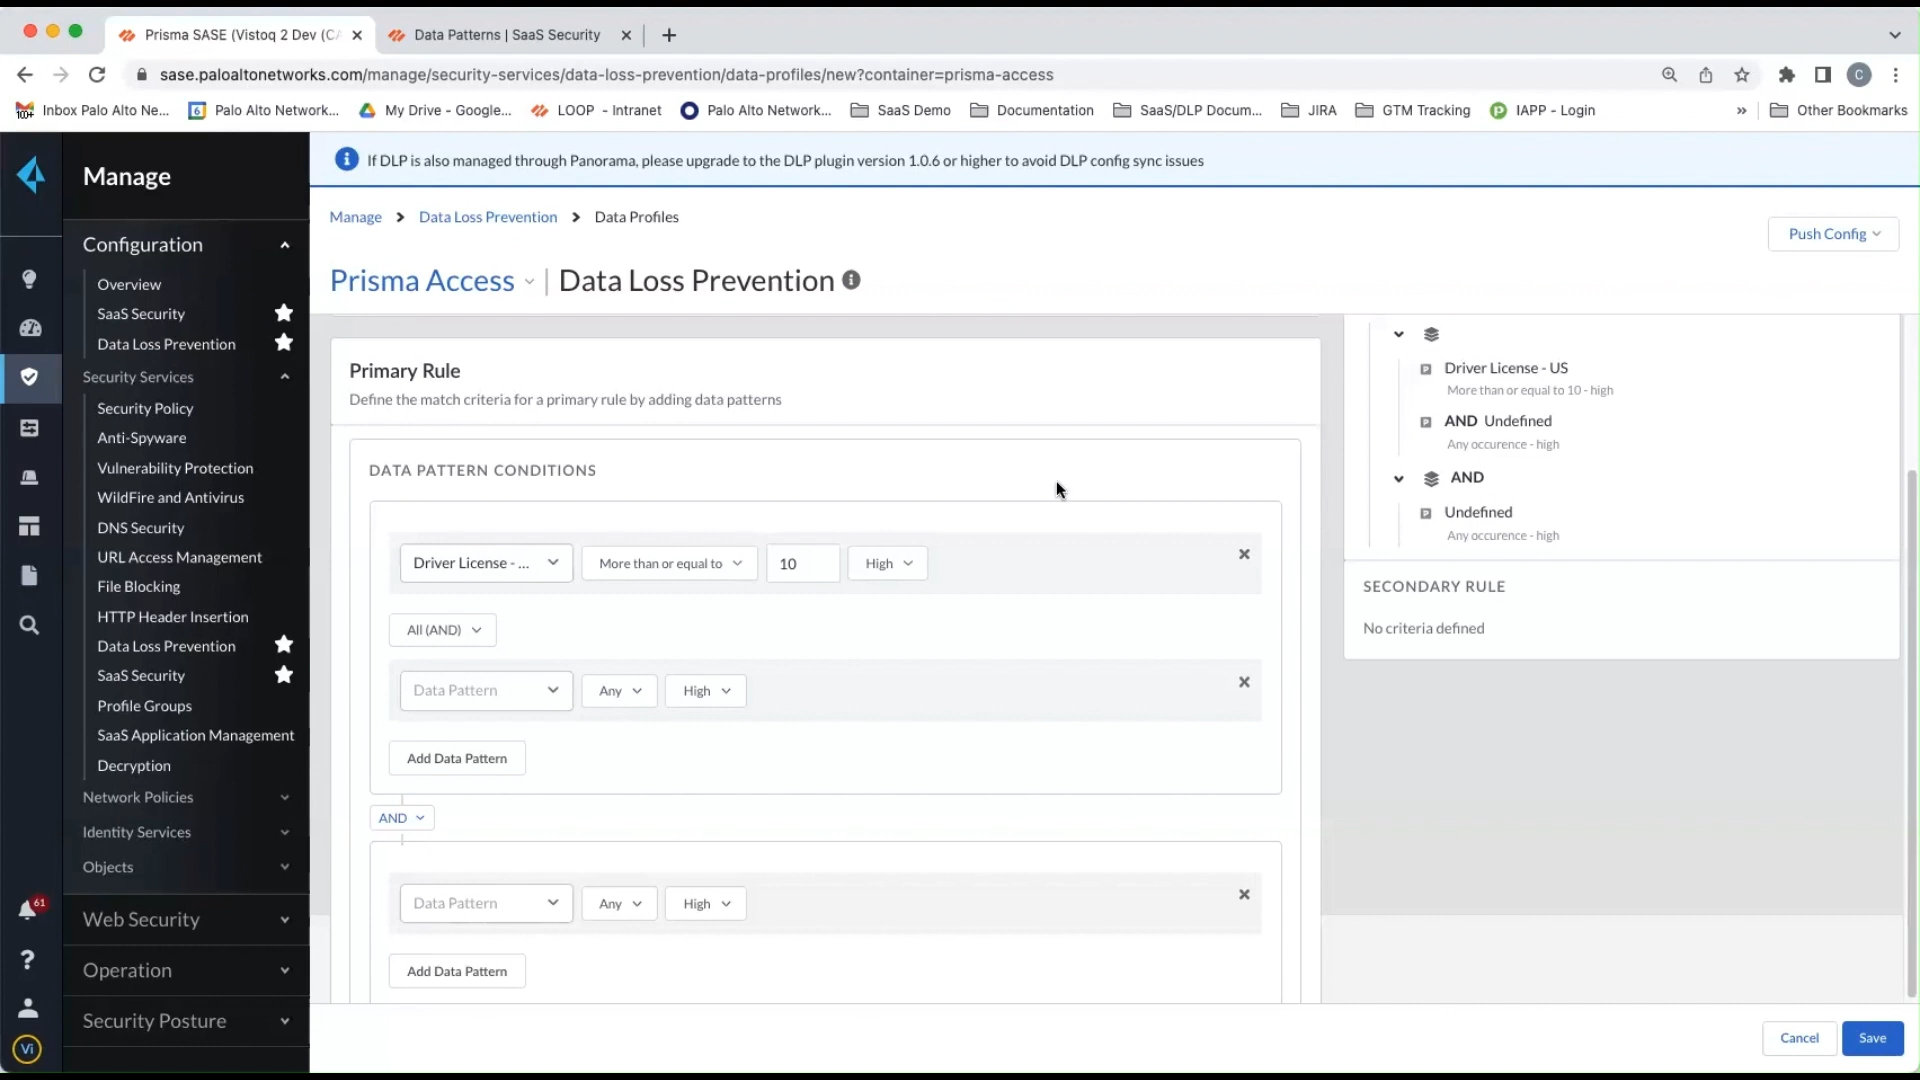 Prisma SASE (Vistoq 2 Dev (CA
Data Patterns | SaaS Security
sase.paloaltonetworks.com/manage/security-services/data-loss-prevention/data-profiles/new?container=prisma-access
C
100+
Inbox Palo Alto Ne...
6
Palo Alto Network...
My Drive - Google...
LOOP - Intranet
Palo Alto Network...
SaaS Demo
Documentation
SaaS/DLP Docum...
JIRA
GTM Tracking
P
IAPP - Login
»
Other Bookmarks
Manage
Configuration
Overview
SaaS Security
Data Loss Prevention
Security Services
Security Policy
Anti-Spyware
Vulnerability Protection
WildFire and Antivirus
DNS Security
URL Access Management
File Blocking
HTTP Header Insertion
Data Loss Prevention
SaaS Security
Profile Groups
SaaS Application Management
Decryption
Network Policies
Identity Services
Objects
61
Web Security
?
Operation
Security Posture
Vi
If DLP is also managed through Panorama, please upgrade to the DLP plugin version 1.0.6 or higher to avoid DLP config sync issues
Manage > Data Loss Prevention > Data Profiles
Push Config
Prisma Access | Data Loss Prevention
Primary Rule
Define the match criteria for a primary rule by adding data patterns
DATA PATTERN CONDITIONS
Driver License - ... More than or equal to 10 High
All (AND)
Data Pattern Any High
Add Data Pattern
AND
Data Pattern Any High
Add Data Pattern
P Driver License - US
More than or equal to 10 - high
P AND Undefined
Any occurence - high
AND
P Undefined
Any occurence - high
SECONDARY RULE
No criteria defined
Cancel
Save